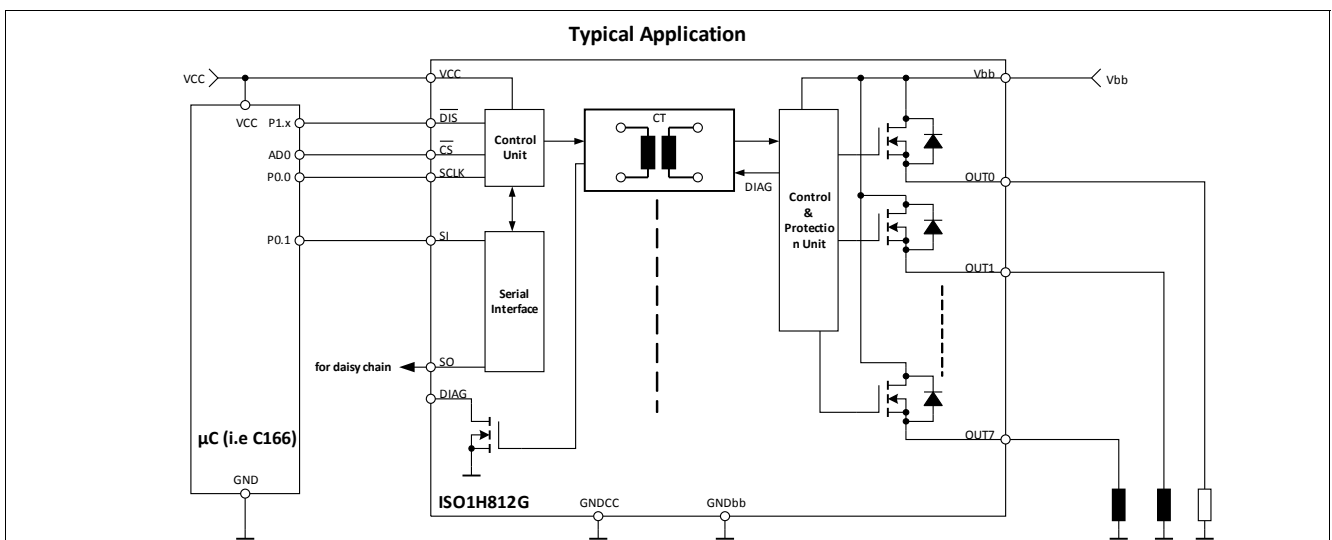 Typical Application
VCC
VCC
Vbb
Vbb
VCC
P1.x
DIS
AD0
CS
P0.0
SCLK
Control
Unit
CT
DIAG
Control
&
Protectio
n Unit
OUT0
P0.1
SI
OUT1
Serial
Interface
for daisy chain
SO
DIAG
OUT7
µC (i.e C166)
GND
ISO1H812G
GNDCC
GNDbb